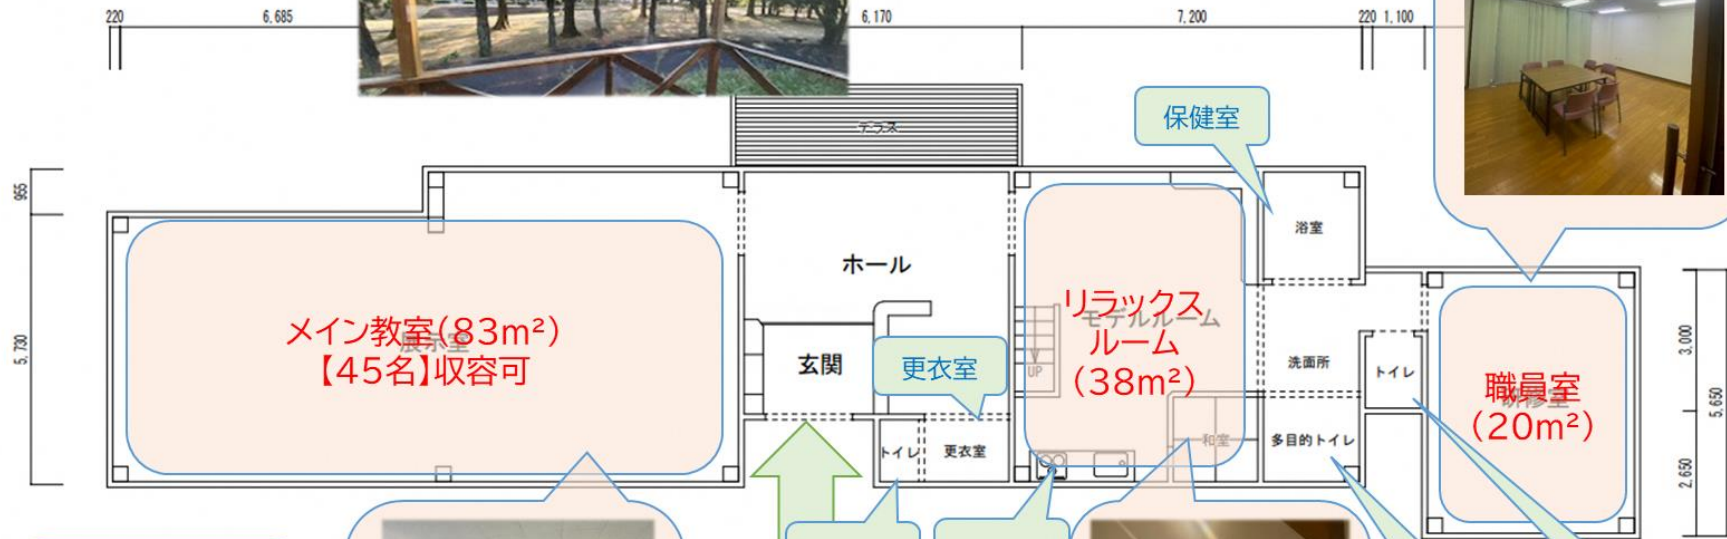 220
6,685
6,170
7,200
220
1,100
テラス
保健室
965
浴室
ホール
メイン教室(83m²)
【45名】収容可
展示室
5,730
玄関
更衣室
リラックス
モデルルーム
ルーム
(38m²)
UP
洗面所
トイレ
3,000
職員室
研修室
(20m²)
5,650
トイレ
更衣室
和室
多目的トイレ
2,650